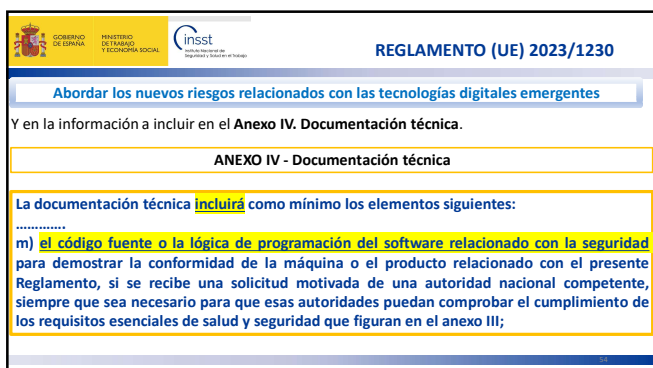 GOBIERNO
DE ESPAÑA
MINISTERIO
DE TRABAJO
Y ECONOMÍA SOCIAL
insst
Instituto Nacional de
Seguridad y Salud en el Trabajo
REGLAMENTO (UE) 2023/1230
Abordar los nuevos riesgos relacionados con las tecnologías digitales emergentes
Y en la información a incluir en el Anexo IV. Documentación técnica.
ANEXO IV - Documentación técnica
La documentación técnica incluirá como mínimo los elementos siguientes:
.............
m) el código fuente o la lógica de programación del software relacionado con la seguridad
para demostrar la conformidad de la máquina o el producto relacionado con el presente
Reglamento, si se recibe una solicitud motivada de una autoridad nacional competente,
siempre que sea necesario para que esas autoridades puedan comprobar el cumplimiento de
los requisitos esenciales de salud y seguridad que figuran en el anexo III;
54